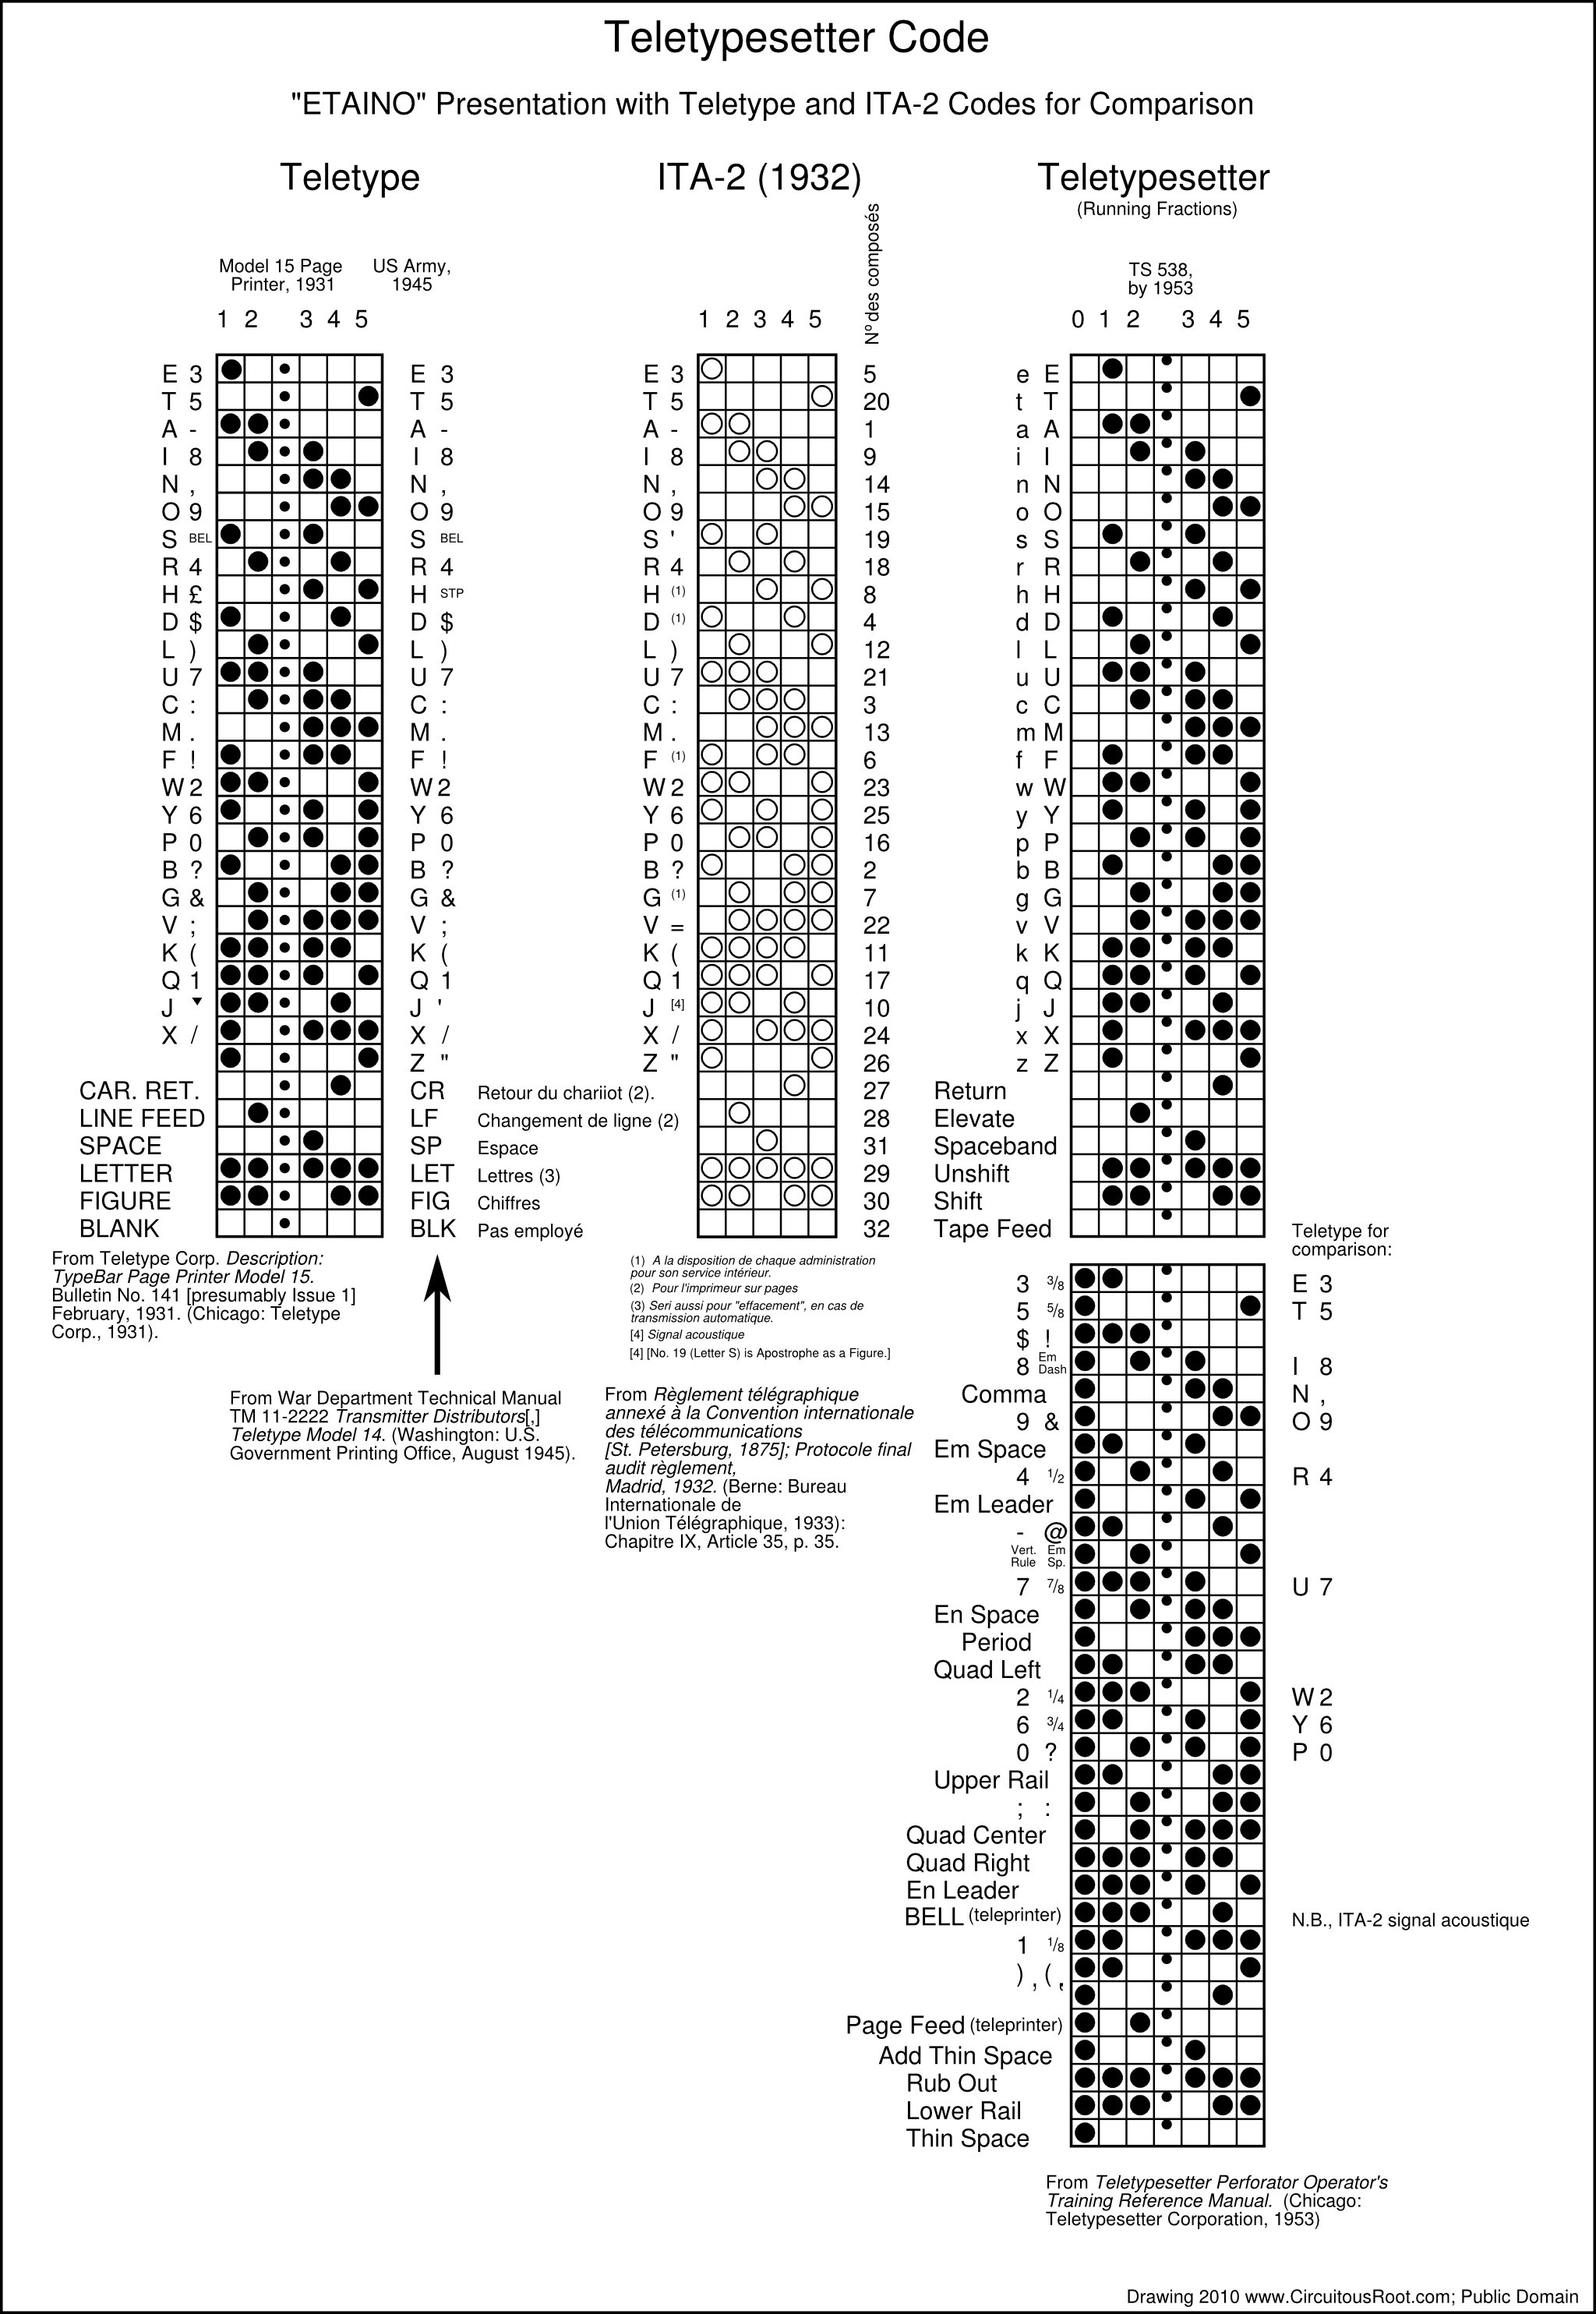 Teletypesetter Code
"ETAINO" Presentation with Teletype and ITA-2 Codes for Comparison
Teletype
Model 15 Page
Printer, 1931
US Army,
1945
1 2 3 4 5
E 3 E 3
T 5 T 5
A - A -
I 8 I 8
N , N ,
O 9 O 9
S BEL S BEL
R 4 R 4
H £ H STP
D $ D $
L ) L )
U 7 U 7
C : C :
M . M .
F ! F !
W 2 W 2
Y 6 Y 6
P 0 P 0
B ? B ?
G & G &
V ; V ;
K ( K (
Q 1 Q 1
J ▼ J '
X / X /
Z "
CAR. RET. CR Retour du chariiot (2).
LINE FEED LF Changement de ligne (2)
SPACE SP Espace
LETTER LET Lettres (3)
FIGURE FIG Chiffres
BLANK BLK Pas employé
From Teletype Corp. Description:
TypeBar Page Printer Model 15.
Bulletin No. 141 [presumably Issue 1]
February, 1931. (Chicago: Teletype
Corp., 1931).
From War Department Technical Manual
TM 11-2222 Transmitter Distributors[,]
Teletype Model 14. (Washington: U.S.
Government Printing Office, August 1945).
ITA-2 (1932)
N° des composés
1 2 3 4 5
E 3 5
T 5 20
A - 1
I 8 9
N , 14
O 9 15
S ' 19
R 4 18
H (1) 8
D (1) 4
L ) 12
U 7 21
C : 3
M . 13
F (1) 6
W 2 23
Y 6 25
P 0 16
B ? 2
G (1) 7
V = 22
K ( 11
Q 1 17
J [4] 10
X / 24
Z " 26
27
28
31
29
30
32
(1) A la disposition de chaque administration
pour son service intérieur.
(2) Pour l'imprimeur sur pages
(3) Seri aussi pour "effacement", en cas de
transmission automatique.
[4] Signal acoustique
[4] [No. 19 (Letter S) is Apostrophe as a Figure.]
From Règlement télégraphique
annexé à la Convention internationale
des télécommunications
[St. Petersburg, 1875]; Protocole final
audit règlement,
Madrid, 1932. (Berne: Bureau
Internationale de
l'Union Télégraphique, 1933):
Chapitre IX, Article 35, p. 35.
Teletypesetter
(Running Fractions)
TS 538,
by 1953
0 1 2 3 4 5
e E
t T
a A
i I
n N
o O
s S
r R
h H
d D
l L
u U
c C
m M
f F
w W
y Y
p P
b B
g G
v V
k K
q Q
j J
x X
z Z
Return
Elevate
Spaceband
Unshift
Shift
Tape Feed
Teletype for
comparison:
3 3/8 E 3
5 5/8 T 5
$ !
8 Em Dash I 8
Comma N ,
9 & O 9
Em Space
4 1/2 R 4
Em Leader
- @
Vert. Rule Em Sp.
7 7/8 U 7
En Space
Period
Quad Left
2 1/4 W 2
6 3/4 Y 6
0 ? P 0
Upper Rail
; :
Quad Center
Quad Right
En Leader
BELL (teleprinter) N.B., ITA-2 signal acoustique
1 1/8
) , (
Page Feed (teleprinter)
Add Thin Space
Rub Out
Lower Rail
Thin Space
From Teletypesetter Perforator Operator's
Training Reference Manual. (Chicago:
Teletypesetter Corporation, 1953)
Drawing 2010 www.CircuitousRoot.com; Public Domain